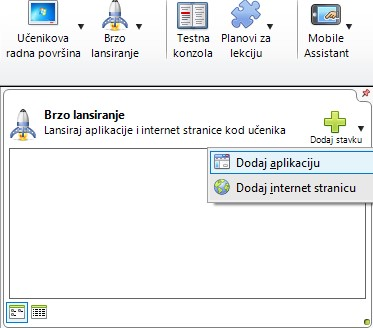 Učenikova
radna površina
Brzo
lansiranje
Testna
konzola
Planovi za
lekciju
Mobile
Assistant
Brzo lansiranje
Lansiraj aplikacije i internet stranice kod učenika
Dodaj stavku
Dodaj aplikaciju
Dodaj internet stranicu